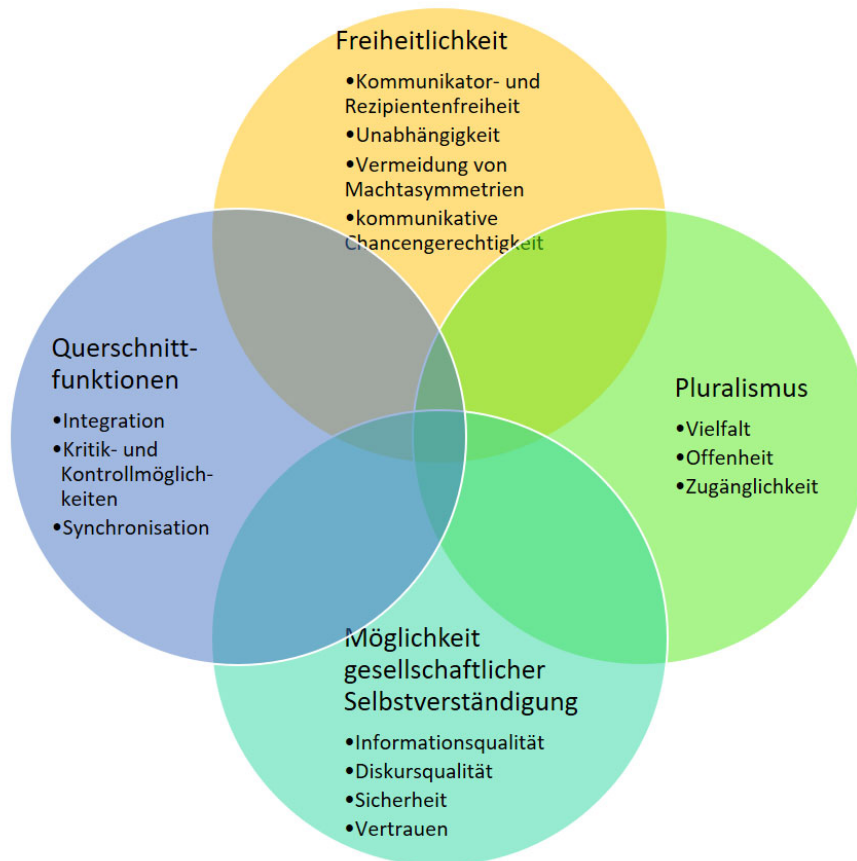 Freiheitlichkeit
•Kommunikator- und
Rezipientenfreiheit
•Unabhängigkeit
•Vermeidung von
Machtasymmetrien
•kommunikative
Chancengerechtigkeit
Querschnitt-
funktionen
•Integration
•Kritik- und
Kontrollmöglich-
keiten
•Synchronisation
Pluralismus
•Vielfalt
•Offenheit
•Zugänglichkeit
Möglichkeit
gesellschaftlicher
Selbstverständigung
•Informationsqualität
•Diskursqualität
•Sicherheit
•Vertrauen